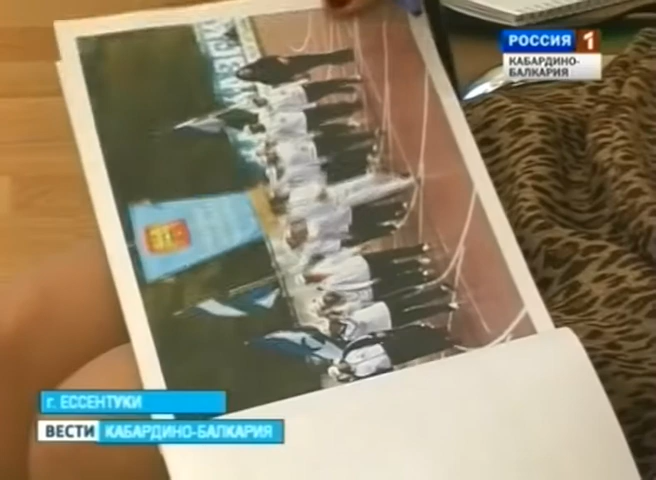 РОССИЯ 1
КАБАРДИНО-
БАЛКАРИЯ
г. ЕССЕНТУКИ
ВЕСТИ КАБАРДИНО-БАЛКАРИЯ